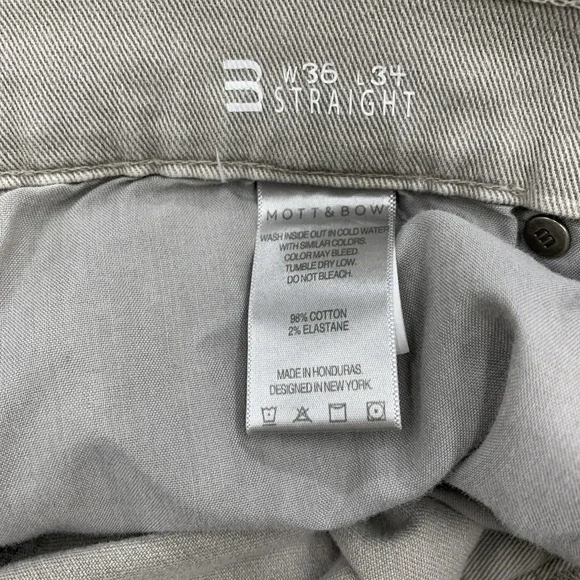 W36 L34
STRAIGHT
MOTT & BOW
WASH INSIDE OUT IN COLD WATER
WITH SIMILAR COLORS.
COLOR MAY BLEED.
TUMBLE DRY LOW.
DO NOT BLEACH.
98% COTTON
2% ELASTANE
MADE IN HONDURAS.
DESIGNED IN NEW YORK.